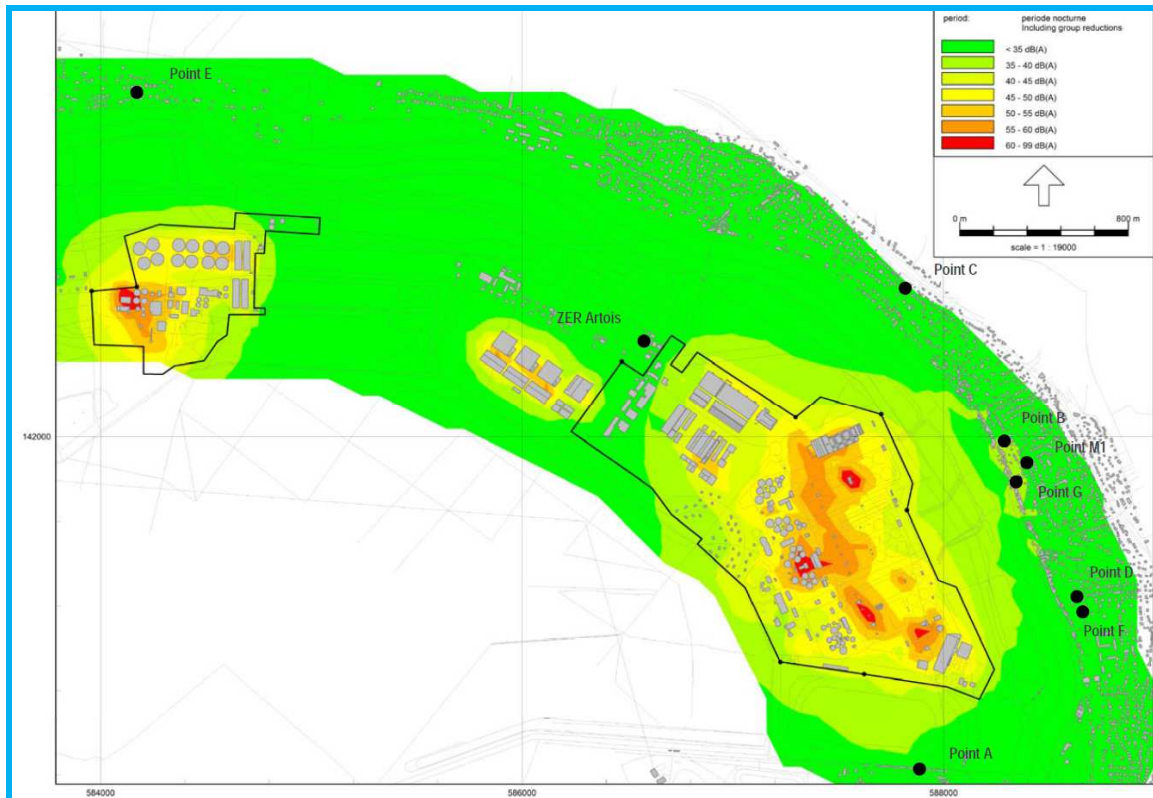 period: periode nocturne
Including group reductions
< 35 dB(A)
35 - 40 dB(A)
40 - 45 dB(A)
45 - 50 dB(A)
50 - 55 dB(A)
55 - 60 dB(A)
60 - 99 dB(A)
0 m 800 m
scale = 1 : 19000
Point E
Point C
ZER Artois
142000
Point B
Point M1
Point G
Point D
Point F
Point A
584000 586000 588000